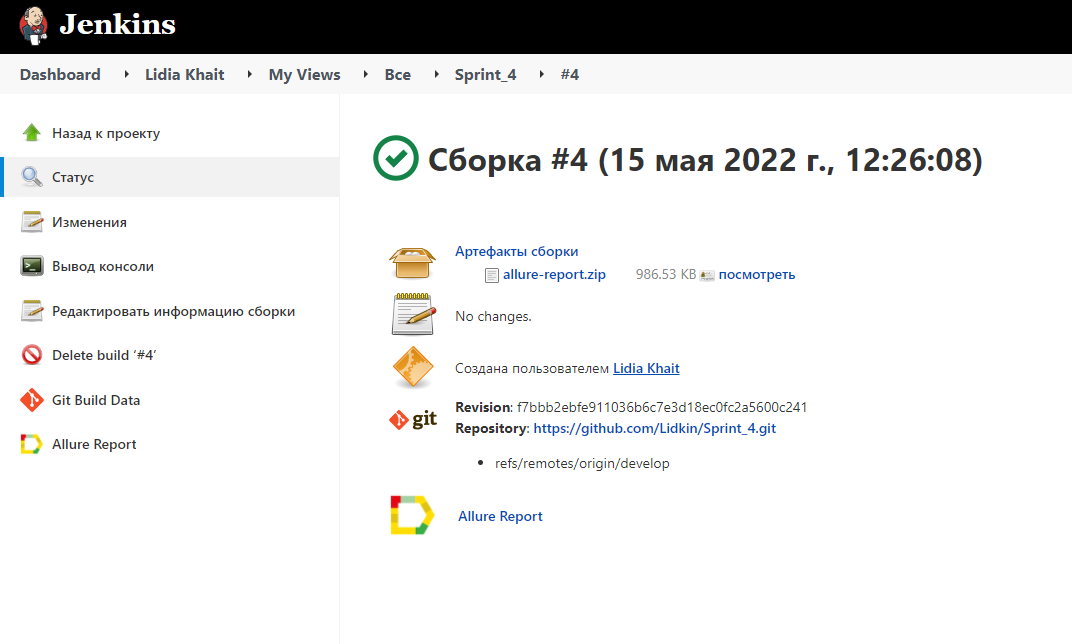 Jenkins
Dashboard Lidia Khait My Views Все Sprint_4 #4
Назад к проекту
Статус
Изменения
Вывод консоли
Редактировать информацию сборки
Delete build ‘#4’
Git Build Data
Allure Report
Сборка #4 (15 мая 2022 г., 12:26:08)
Артефакты сборки
allure-report.zip 986.53 KB посмотреть
No changes.
Создана пользователем Lidia Khait
git
Revision: f7bbb2ebfe911036b6c7e3d18ec0fc2a5600c241
Repository: https://github.com/Lidkin/Sprint_4.git
refs/remotes/origin/develop
Allure Report